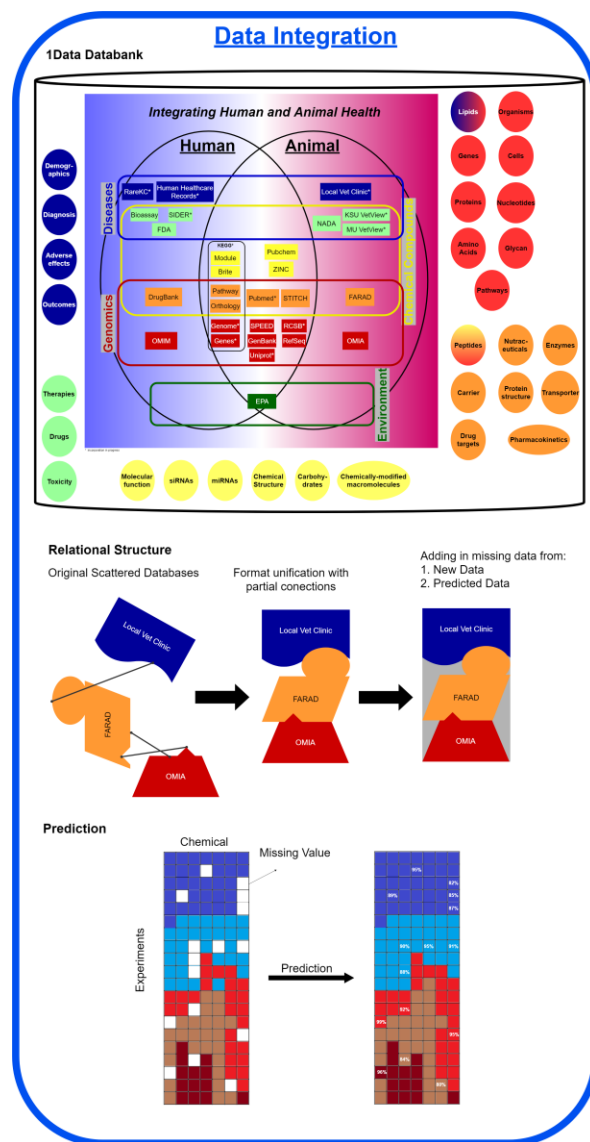 Data Integration
1Data Databank
Integrating Human and Animal Health
Human
Animal
Diseases
Chemical Compounds
Genomics
Environment
RareKC*
Human Healthcare
Records*
Local Vet Clinic*
Bioassay
SIDER*
FDA
NADA
KSU VetView*
MU VetView*
KEGG*
Module
Brite
Pubchem
ZINC
DrugBank
Pathway
Orthology
Pubmed*
STITCH
FARAD
OMIM
Genome*
Genes*
SPEED
GenBank
Uniprot*
RCSB*
RefSeq
OMIA
EPA
Demogr-
aphics
Diagnosis
Adverse
effects
Outcomes
Therapies
Drugs
Toxicity
Lipids
Organisms
Genes
Cells
Proteins
Nucleotides
Amino
Acids
Glycan
Pathways
Peptides
Nutrac-
euticals
Enzymes
Carrier
Protein
structure
Transporter
Drug
targets
Pharmacokinetics
Molecular
function
siRNAs
miRNAs
Chemical
Structure
Carbohy-
drates
Chemically-modified
macromolecules
Relational Structure
Original Scattered Databases
Format unification with
partial conections
Adding in missing data from:
1. New Data
2. Predicted Data
Local Vet Clinic
FARAD
OMIA
Local Vet Clinic
FARAD
OMIA
Local Vet Clinic
FARAD
OMIA
Prediction
Chemical
Missing Value
Experiments
Prediction